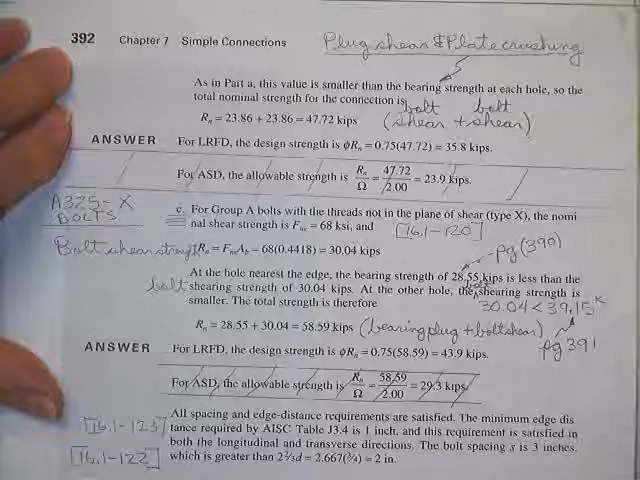 392 Chapter 7 Simple Connections
Plug shear & Plate crushing
As in Part a, this value is smaller than the bearing strength at each hole, so the
total nominal strength for the connection is
bolt bolt
Rₙ = 23.86 + 23.86 = 47.72 kips (shear + shear)
ANSWER For LRFD, the design strength is ϕRₙ = 0.75(47.72) = 35.8 kips.
For ASD, the allowable strength is Rₙ/Ω = 47.72/2.00 = 23.9 kips.
A325-X
BOLTS
c. For Group A bolts with the threads not in the plane of shear (type X), the nomi
nal shear strength is Fₙᵥ = 68 ksi, and [16.1-120]
Bolt shear strength Rₙ = FₙᵥA_b = 68(0.4418) = 30.04 kips
pg(390)
At the hole nearest the edge, the bearing strength of 28.55 kips is less than the
bolt shearing strength of 30.04 kips. At the other hole, the bolt shearing strength is
smaller. The total strength is therefore 30.04 < 39.15ᴷ
Rₙ = 28.55 + 30.04 = 58.59 kips (bearing plug + bolt shear)
pg 391
ANSWER For LRFD, the design strength is ϕRₙ = 0.75(58.59) = 43.9 kips.
For ASD, the allowable strength is Rₙ/Ω = 58.59/2.00 = 29.3 kips.
All spacing and edge-distance requirements are satisfied. The minimum edge dis
[16.1-123] tance required by AISC Table J3.4 is 1 inch, and this requirement is satisfied in
both the longitudinal and transverse directions. The bolt spacing s is 3 inches,
[16.1-122] which is greater than 2⅔d = 2.667(¾) = 2 in.